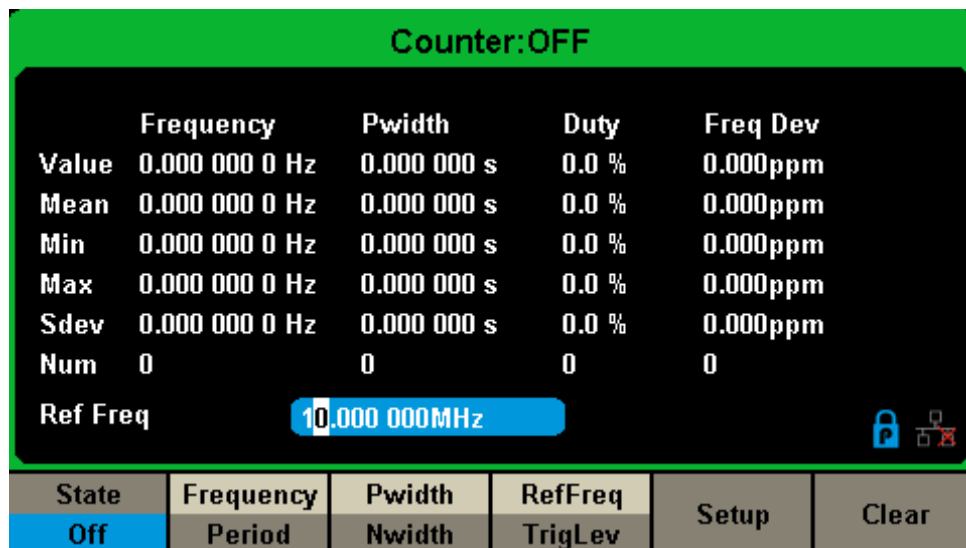 Counter:OFF
Frequency Pwidth Duty Freq Dev
Value 0.000 000 0 Hz 0.000 000 s 0.0 % 0.000ppm
Mean 0.000 000 0 Hz 0.000 000 s 0.0 % 0.000ppm
Min 0.000 000 0 Hz 0.000 000 s 0.0 % 0.000ppm
Max 0.000 000 0 Hz 0.000 000 s 0.0 % 0.000ppm
Sdev 0.000 000 0 Hz 0.000 000 s 0.0 % 0.000ppm
Num 0 0 0 0
Ref Freq 10.000 000MHz
P
State Frequency Pwidth RefFreq Setup Clear
Off Period Nwidth TrigLev